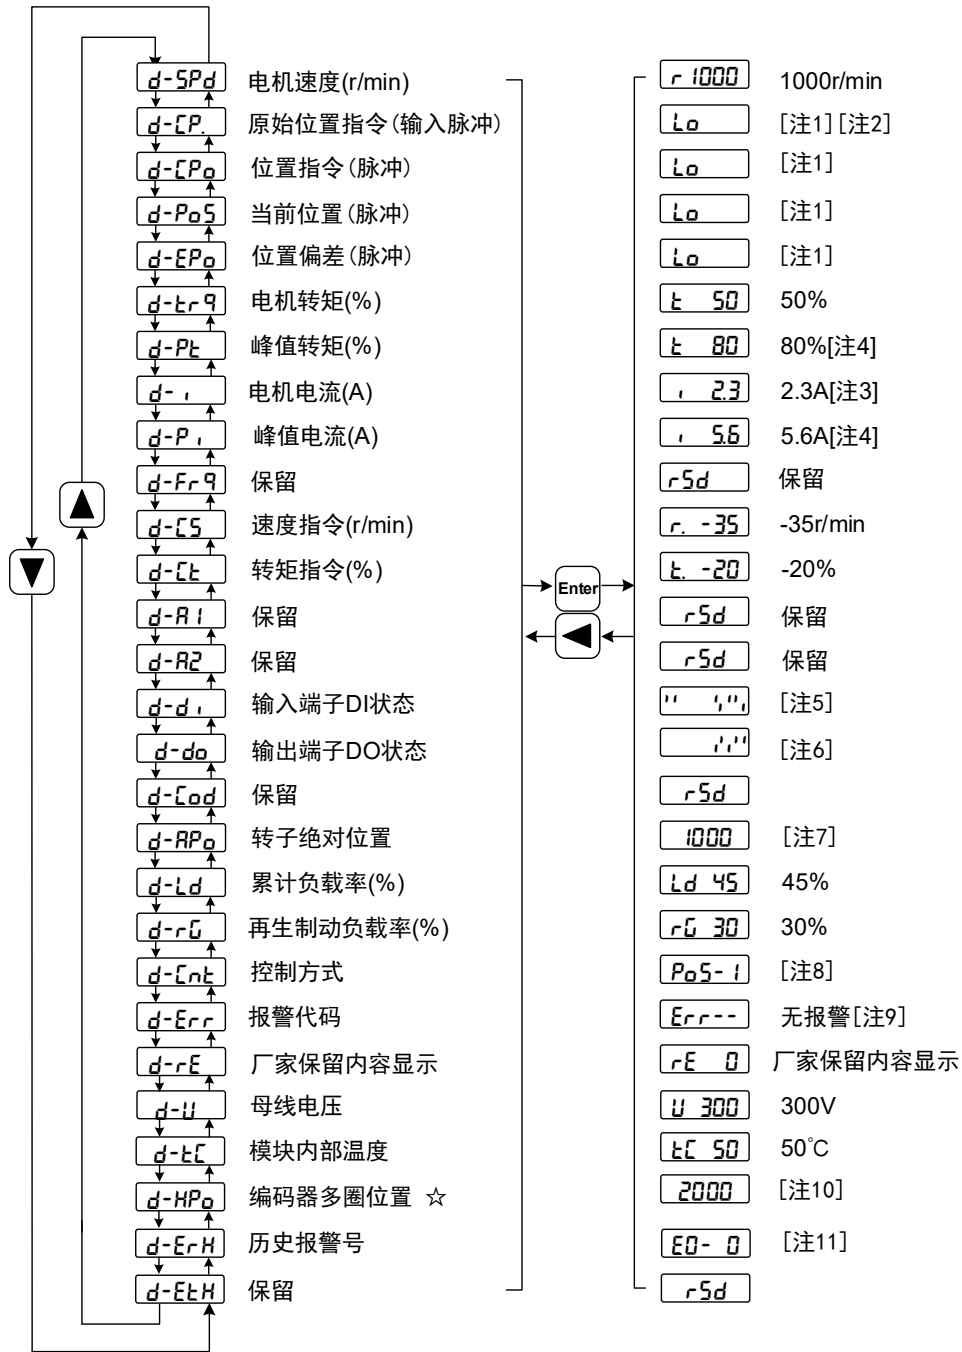 d-SPd 电机速度(r/min) r 1000 1000r/min
d-CP. 原始位置指令(输入脉冲) Lo [注1][注2]
d-CPo 位置指令(脉冲) Lo [注1]
d-PoS 当前位置(脉冲) Lo [注1]
d-EPo 位置偏差(脉冲) Lo [注1]
d-trq 电机转矩(%) t 50 50%
d-Pt 峰值转矩(%) t 80 80%[注4]
d- i 电机电流(A) i 2.3 2.3A[注3]
d-P i 峰值电流(A) i 5.6 5.6A[注4]
d-Frq 保留 rSd 保留
d-CS 速度指令(r/min) r. -35 -35r/min
d-Ct 转矩指令(%) t. -20 -20%
Enter
d-A1 保留 rSd 保留
d-A2 保留 rSd 保留
d-d i 输入端子DI状态 [注5]
d-do 输出端子DO状态 [注6]
d-Cod 保留 rSd
d-APo 转子绝对位置 1000 [注7]
d-Ld 累计负载率(%) Ld 45 45%
d-rG 再生制动负载率(%) rG 30 30%
d-Cnt 控制方式 PoS- 1 [注8]
d-Err 报警代码 Err-- 无报警[注9]
d-rE 厂家保留内容显示 rE 0 厂家保留内容显示
d-U 母线电压 U 300 300V
d-tC 模块内部温度 tC 50 50℃
d-HPo 编码器多圈位置 ☆ 2000 [注10]
d-ErH 历史报警号 E0- 0 [注11]
d-EtH 保留 rSd